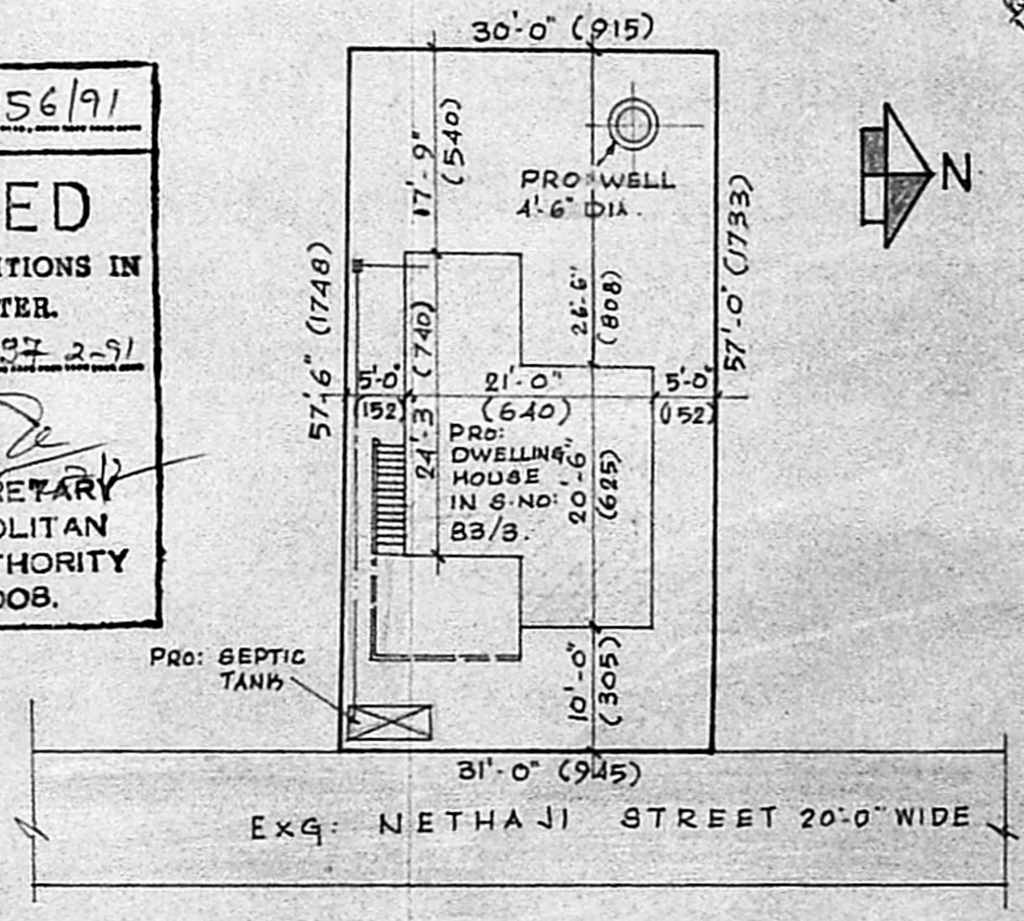 56/91
ED
ITIONS IN
TER.
2-91
RETARY
OLITAN
THORITY
008.
30'-0" (915)
17'-9"
(540)
PRO WELL
4'-6" DIA.
N
57'-6" (1748)
57'-0" (1733)
26'-6"
(808)
5'-0"
(152)
24'-3 (740)
21'-0"
(640)
5'-0"
(152)
PRO:
DWELLING
HOUSE
IN S.NO:
83/3.
20'-6"
(625)
PRO: SEPTIC
TANK
10'-0"
(305)
31'-0" (945)
EXG: NETHAJI STREET 20'-0" WIDE